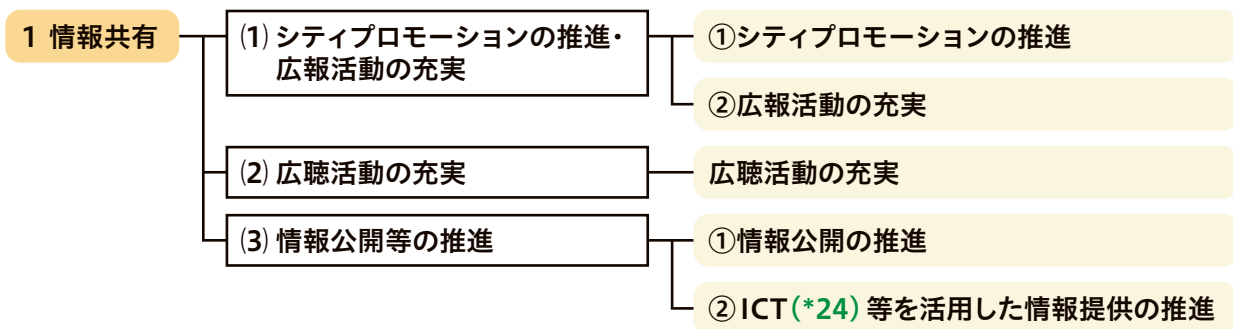 1 情報共有
(1) シティプロモーションの推進・
広報活動の充実
①シティプロモーションの推進
②広報活動の充実
(2) 広聴活動の充実
広聴活動の充実
(3) 情報公開等の推進
①情報公開の推進
②ICT(*24)等を活用した情報提供の推進